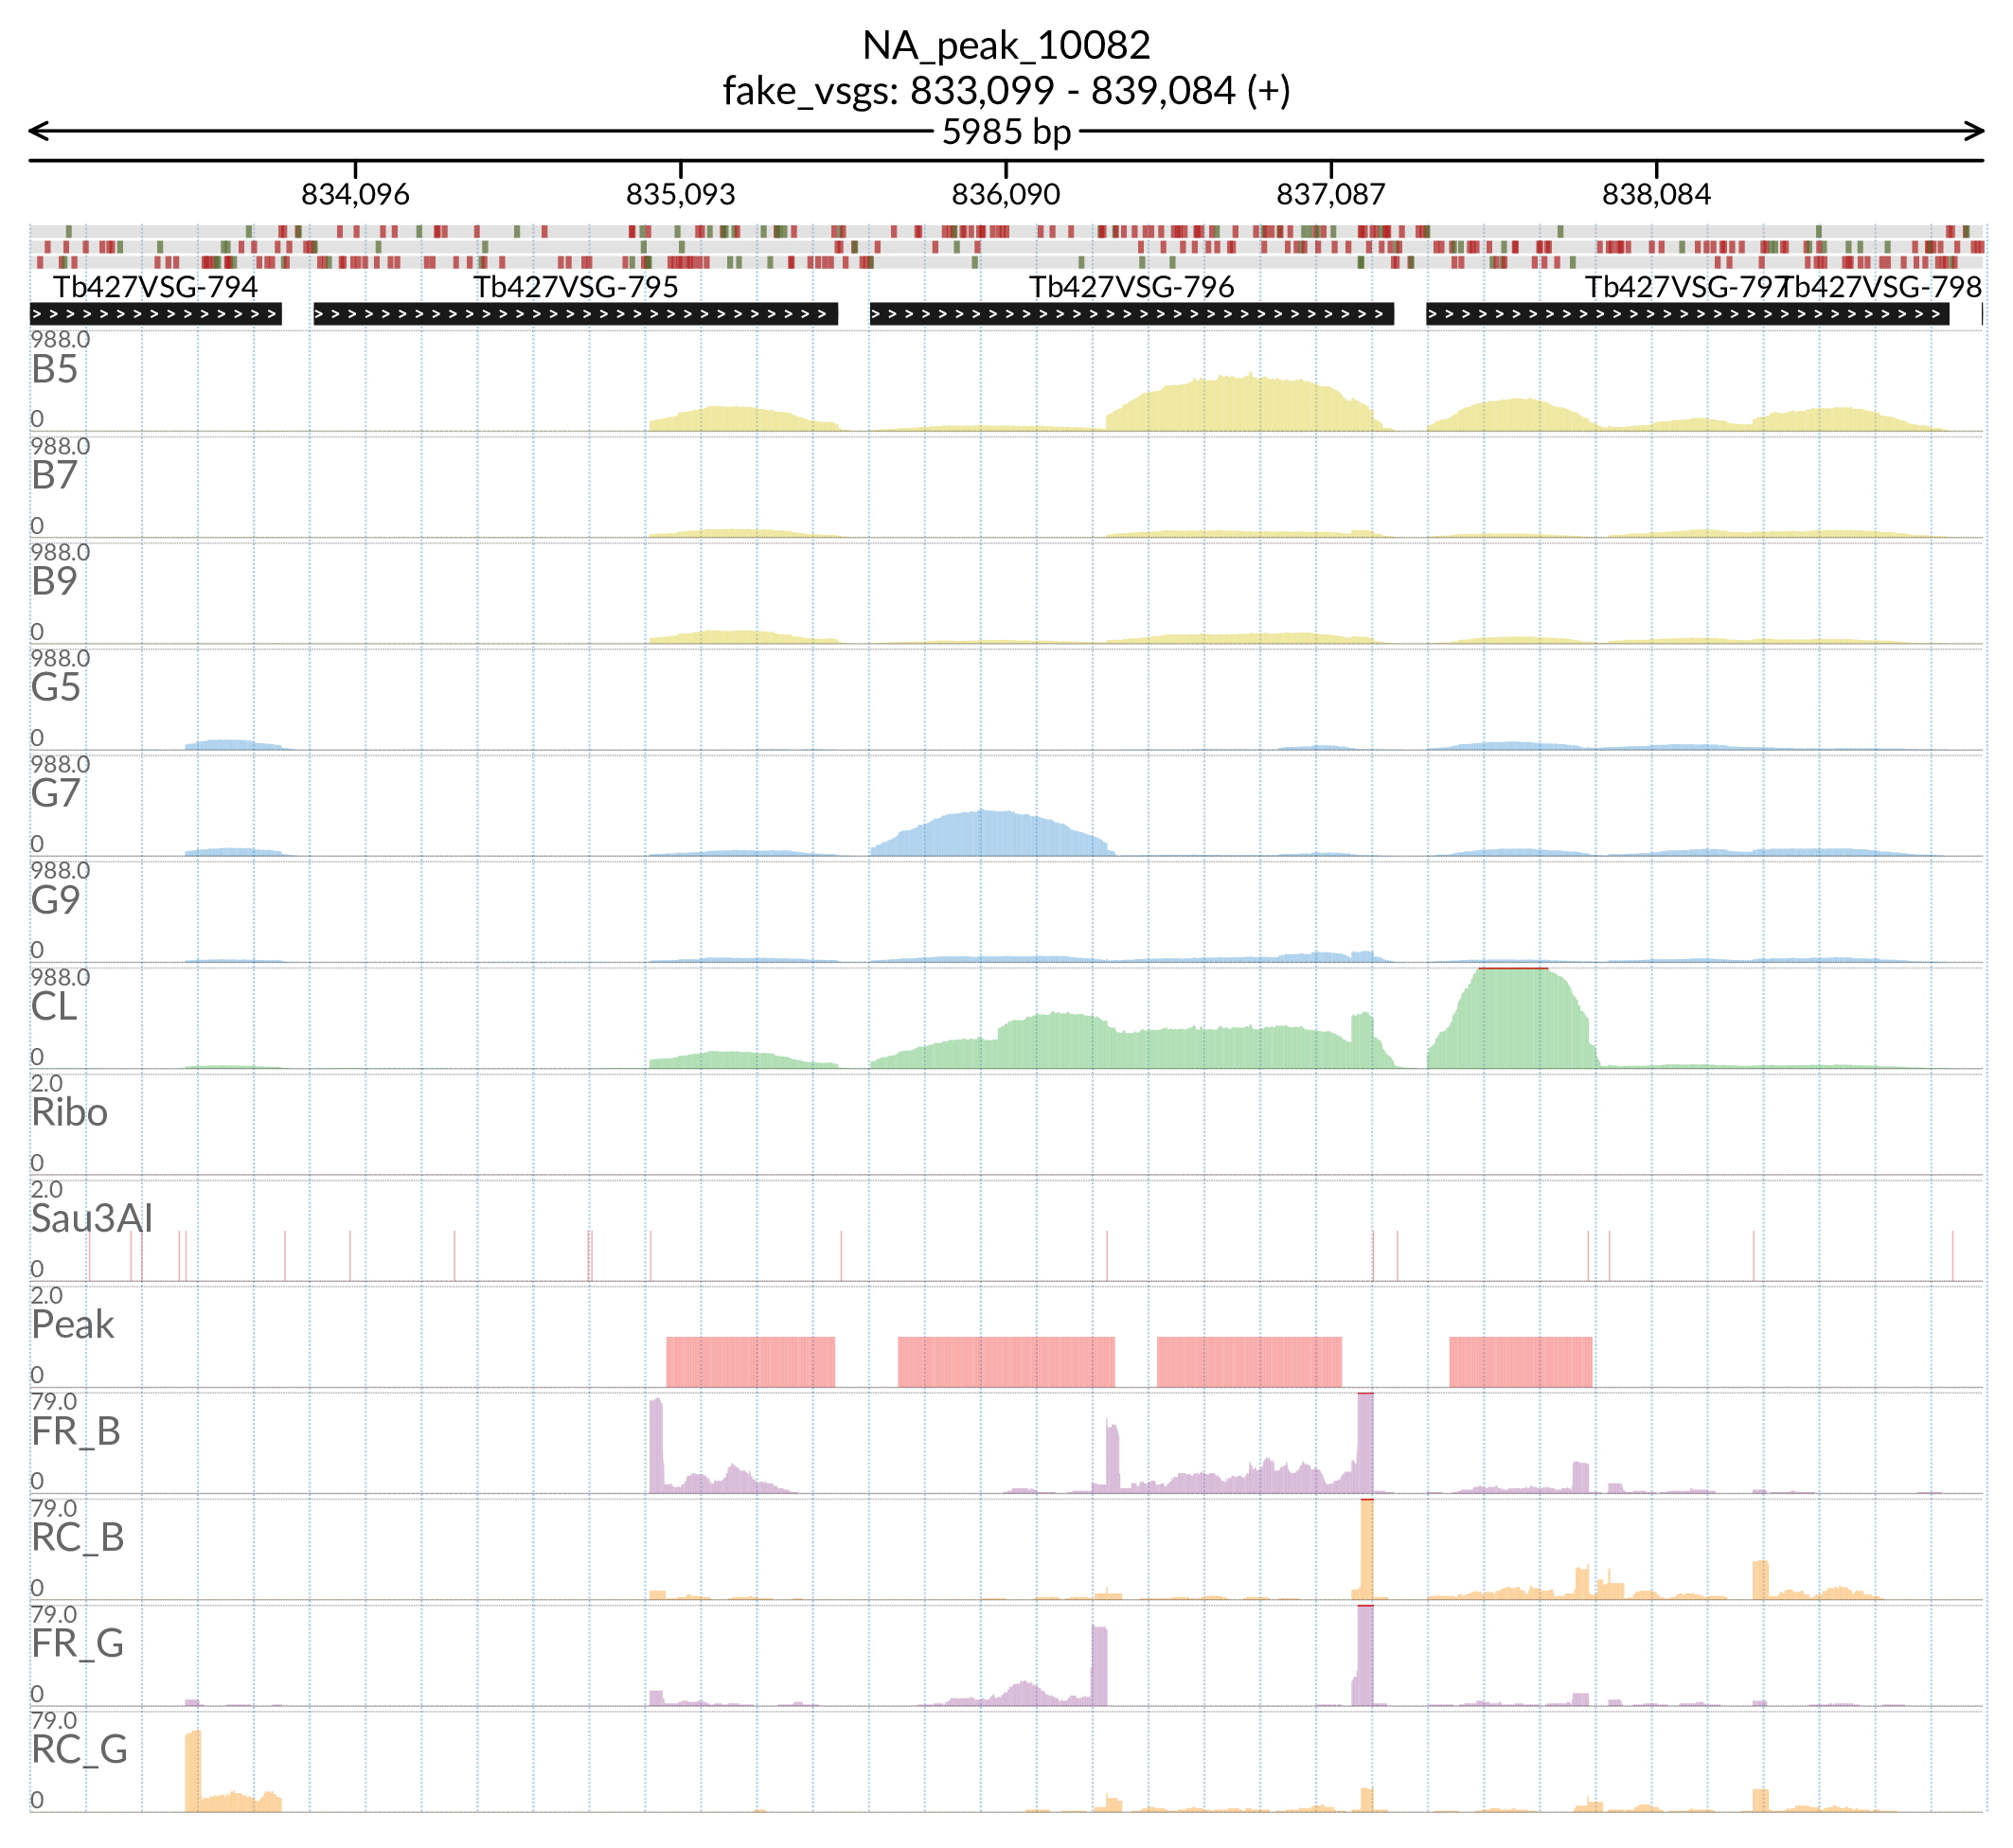 NA_peak_10082
fake_vsgs: 833,099 - 839,084 (+)
5985 bp
834,096 835,093 836,090 837,087 838,084
Tb427VSG-794 Tb427VSG-795 Tb427VSG-796 Tb427VSG-797 Tb427VSG-798
988.0
B5
0
988.0
B7
0
988.0
B9
0
988.0
G5
0
988.0
G7
0
988.0
G9
0
988.0
CL
0
2.0
Ribo
0
2.0
Sau3AI
0
2.0
Peak
0
79.0
FR_B
0
79.0
RC_B
0
79.0
FR_G
0
79.0
RC_G
0